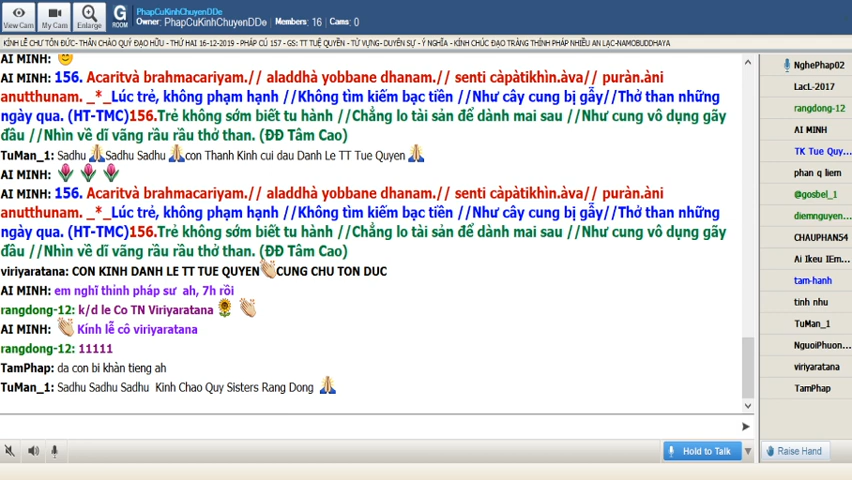 PhapCuKinhChuyenDDe
Owner: PhapCuKinhChuyenDDe Members: 16 Cams: 0
View Cam
My Cam
Enlarge
G
ROOM
KÍNH LỄ CHƯ TÔN ĐỨC- THÂN CHÀO QUÝ ĐẠO HỮU - THỨ HAI 16-12-2019 - PHÁP CÚ 157 - GS: TT TUỆ QUYỀN - TỪ VỰNG- DUYÊN SỰ - Ý NGHĨA - KÍNH CHÚC ĐẠO TRÀNG THÍNH PHÁP NHIỀU AN LẠC-NAMOBUDDHAYA
AI MINH:
AI MINH: 156. Acaritvà brahmacariyam.// aladdhà yobbane dhanam.// senti càpàtikhìn.àva// puràn.àni
anutthunam. _*_Lúc trẻ, không phạm hạnh //Không tìm kiếm bạc tiền //Như cây cung bị gẫy//Thở than những
ngày qua. (HT-TMC)156.Trẻ không sớm biết tu hành //Chẳng lo tài sản để dành mai sau //Như cung vô dụng gãy
đầu //Nhìn về dĩ vãng rầu rầu thở than. (ĐĐ Tâm Cao)
TuMan_1: Sadhu Sadhu Sadhu con Thanh Kinh cui dau Danh Le TT Tue Quyen
AI MINH:
AI MINH: 156. Acaritvà brahmacariyam.// aladdhà yobbane dhanam.// senti càpàtikhìn.àva// puràn.àni
anutthunam. _*_Lúc trẻ, không phạm hạnh //Không tìm kiếm bạc tiền //Như cây cung bị gẫy//Thở than những
ngày qua. (HT-TMC)156.Trẻ không sớm biết tu hành //Chẳng lo tài sản để dành mai sau //Như cung vô dụng gãy
đầu //Nhìn về dĩ vãng rầu rầu thở than. (ĐĐ Tâm Cao)
viriyaratana: CON KINH DANH LE TT TUE QUYEN CUNG CHU TON DUC
AI MINH: em nghĩ thỉnh pháp sư ah, 7h rồi
rangdong-12: k/d le Co TN Viriyaratana
AI MINH: Kính lễ cô viriyaratana
rangdong-12: 11111
TamPhap: da con bi khàn tieng ah
TuMan_1: Sadhu Sadhu Sadhu Kinh Chao Quy Sisters Rang Dong
Hold to Talk
NghePhap02
LacL-2017
rangdong-12
AI MINH
TK Tue Quy...
phan q liem
@gosbel_1
diemnguyen...
CHAUPHAN54
Ai Ikeu IEm...
tam-hanh
tinh nhu
TuMan_1
NguoiPhuon...
viriyaratana
TamPhap
Raise Hand